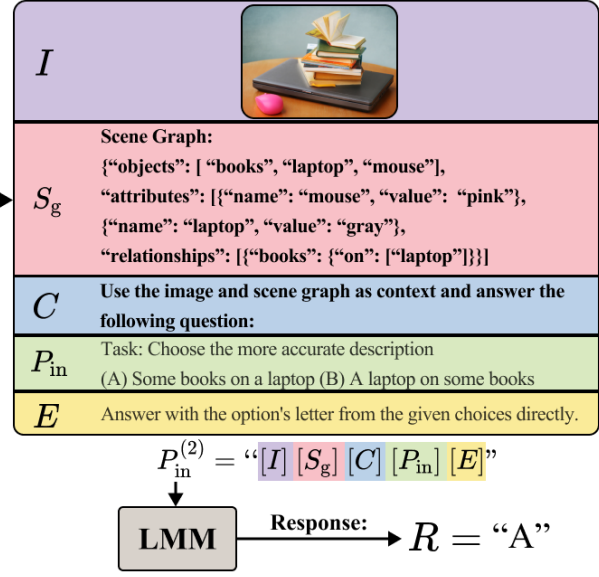 I
Scene Graph:
{“objects”: [ “books”, “laptop”, “mouse”],
“attributes”: [{“name”: “mouse”, “value”: “pink”},
{“name”: “laptop”, “value”: “gray”},
“relationships”: [{“books”: {“on”: [“laptop”]}}]
S_g
C
Use the image and scene graph as context and answer the
following question:
P_in
Task: Choose the more accurate description
(A) Some books on a laptop (B) A laptop on some books
E
Answer with the option's letter from the given choices directly.
P_in^(2) = “[I] [S_g] [C] [P_in] [E]”
LMM
Response:
R = “A”